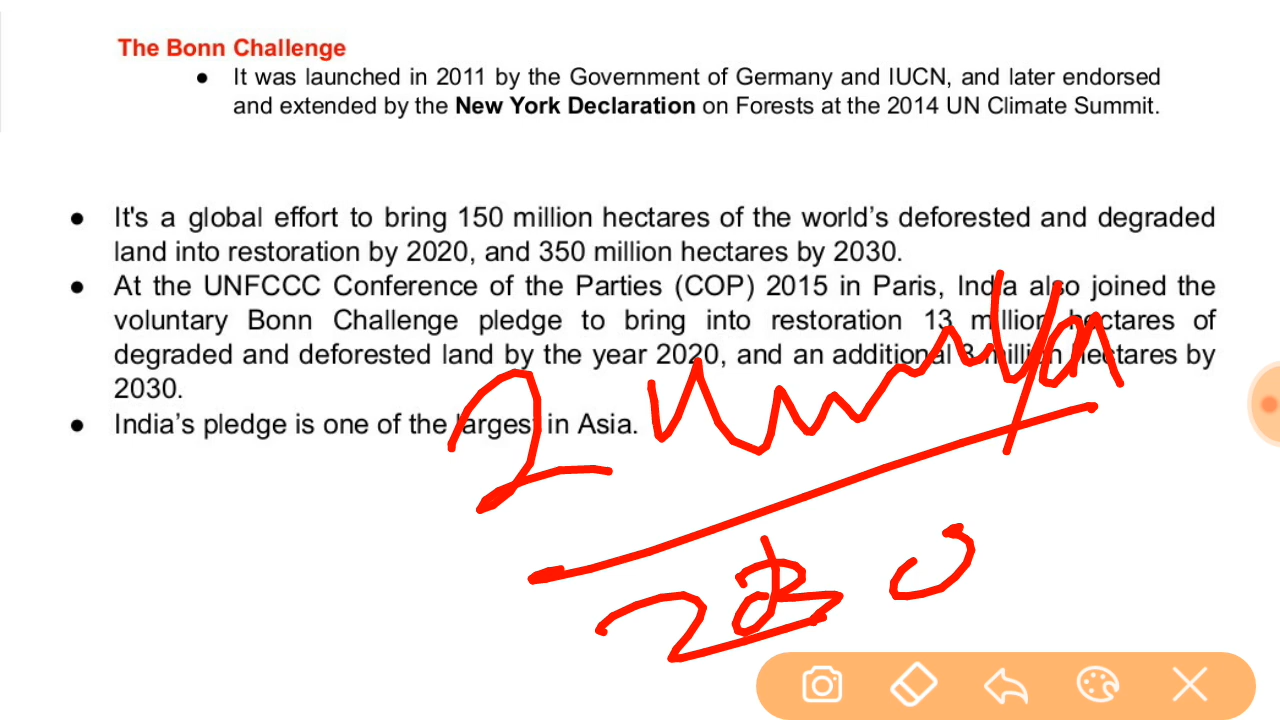 The Bonn Challenge
● It was launched in 2011 by the Government of Germany and IUCN, and later endorsed
and extended by the New York Declaration on Forests at the 2014 UN Climate Summit.
● It's a global effort to bring 150 million hectares of the world's deforested and degraded
land into restoration by 2020, and 350 million hectares by 2030.
● At the UNFCCC Conference of the Parties (COP) 2015 in Paris, India also joined the
voluntary Bonn Challenge pledge to bring into restoration 13 million hectares of
degraded and deforested land by the year 2020, and an additional 8 million hectares by
2030.
● India's pledge is one of the largest in Asia.
2